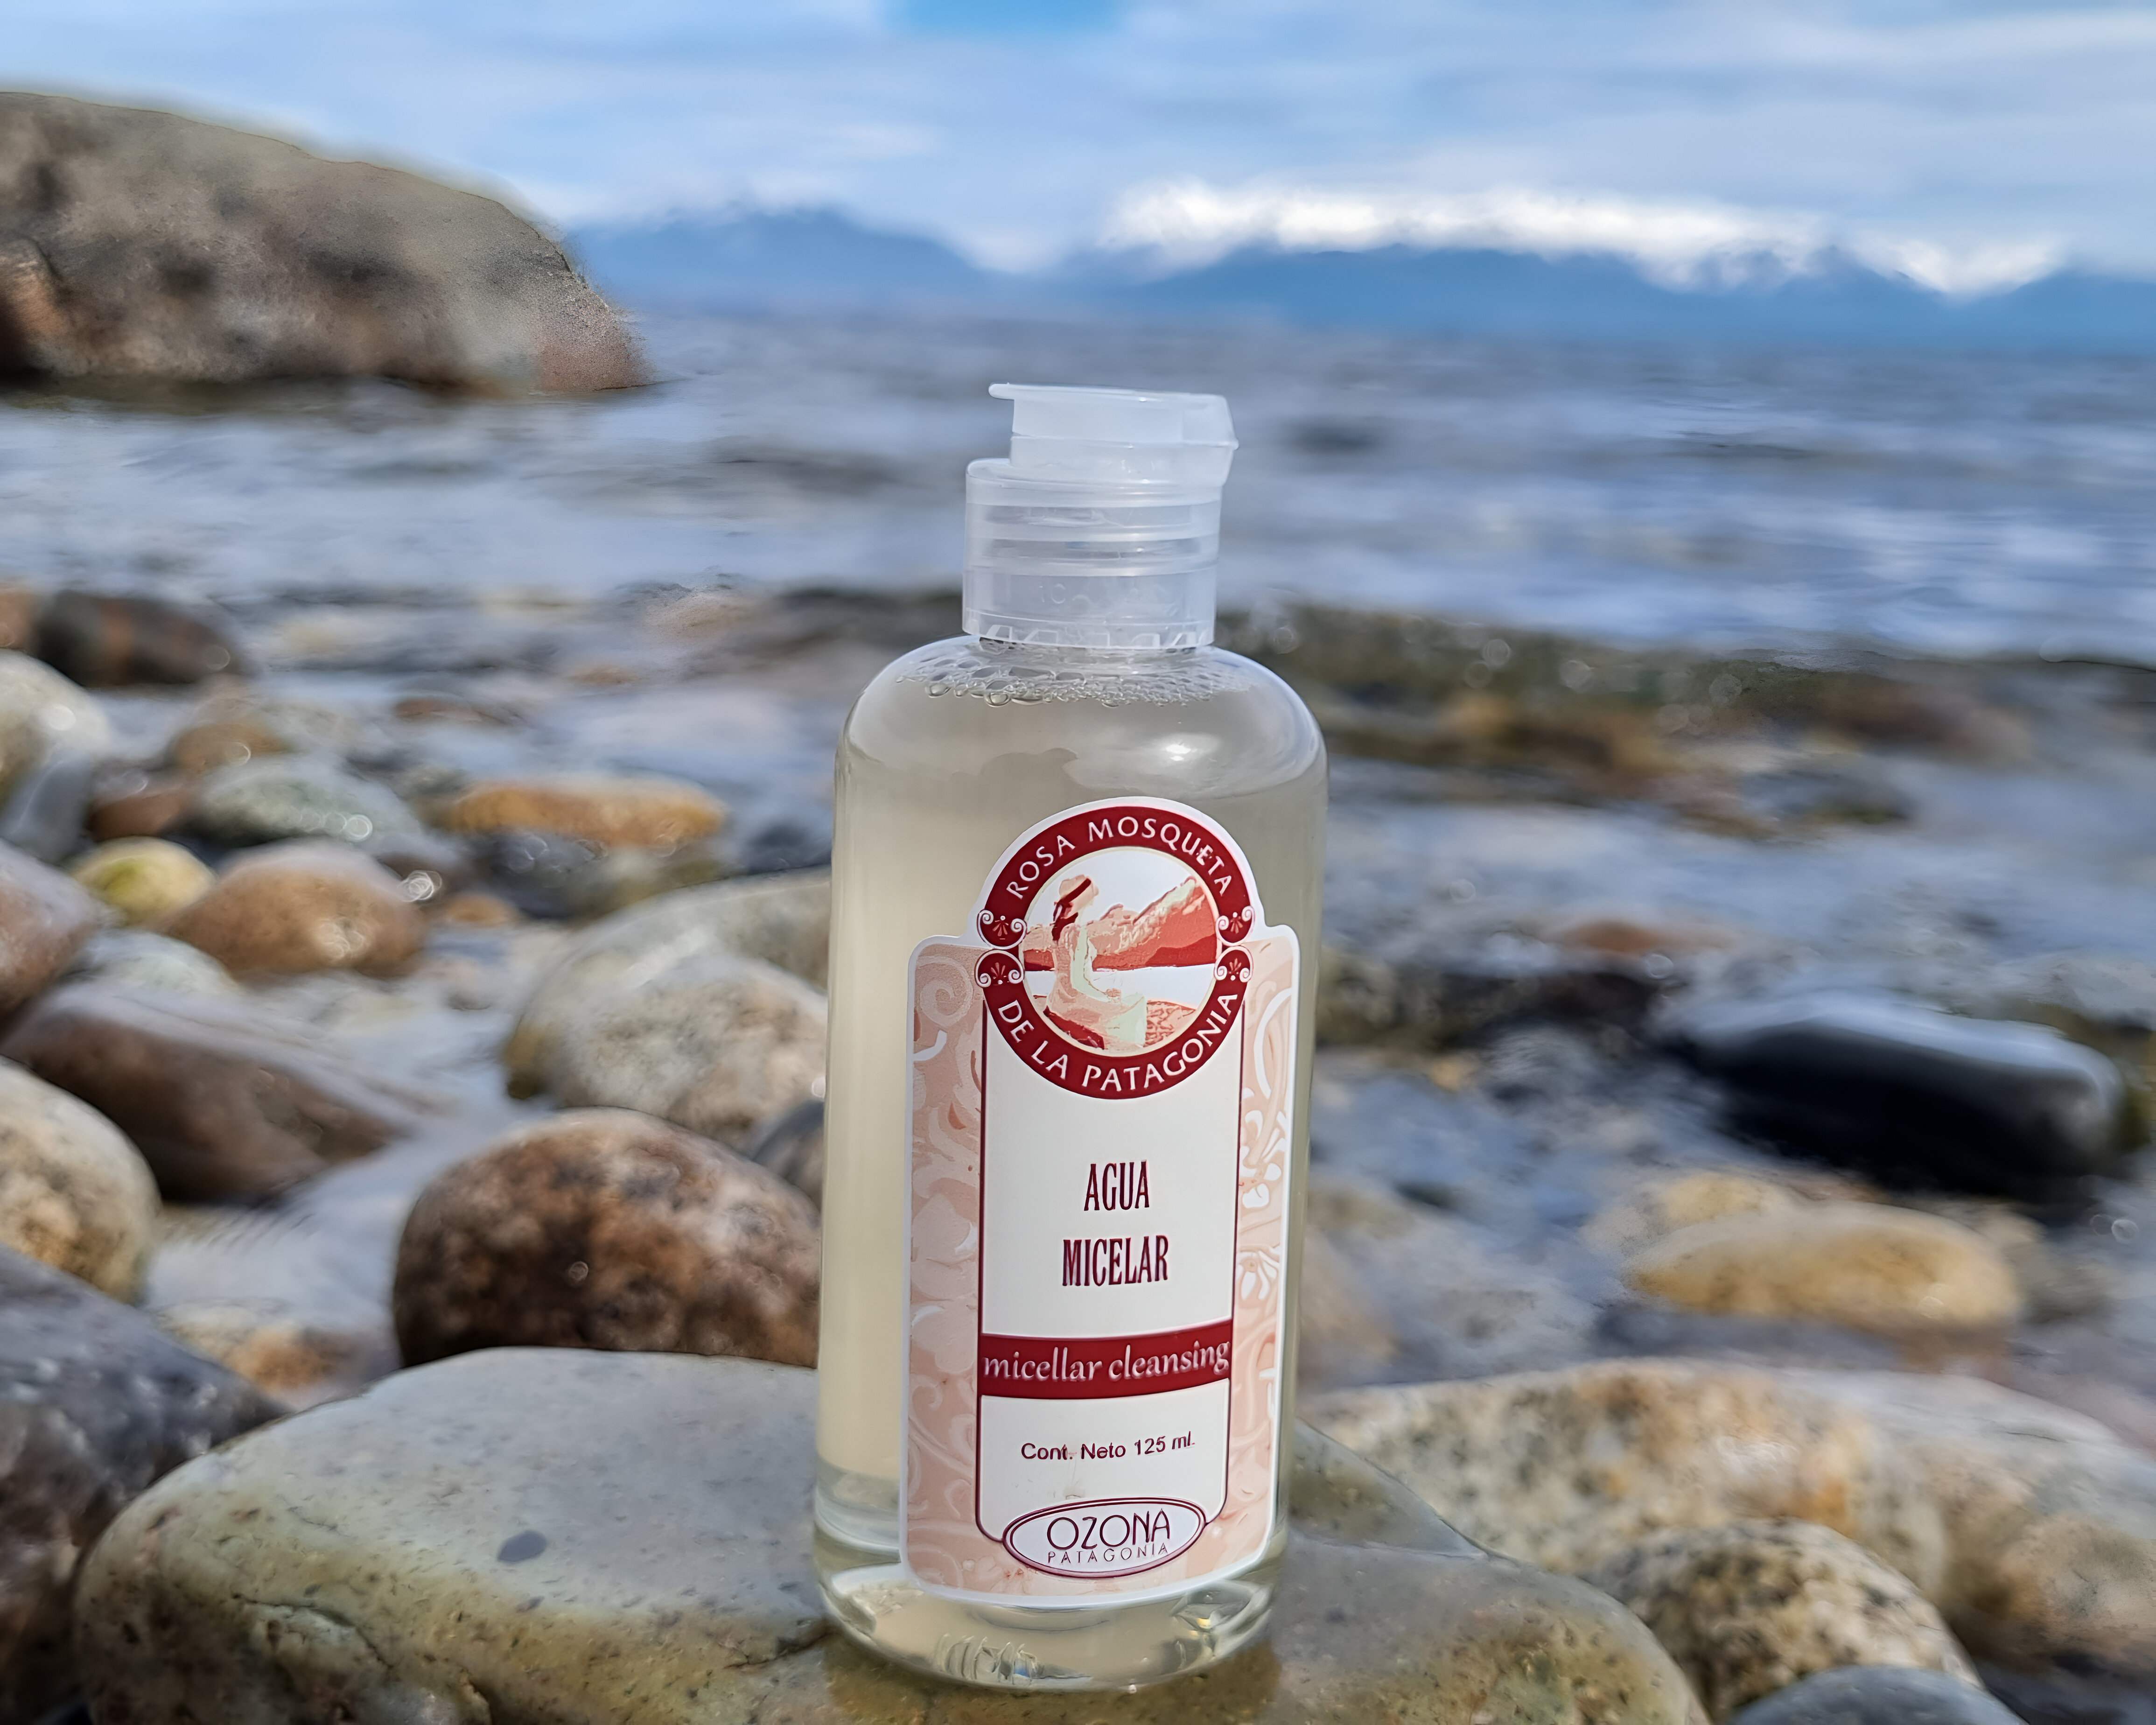 ROSA MOSQUETA
DE LA PATAGONIA
AGUA
MICELAR
micellar cleansing
Cont. Neto 125 ml.
OZONA
PATAGONIA